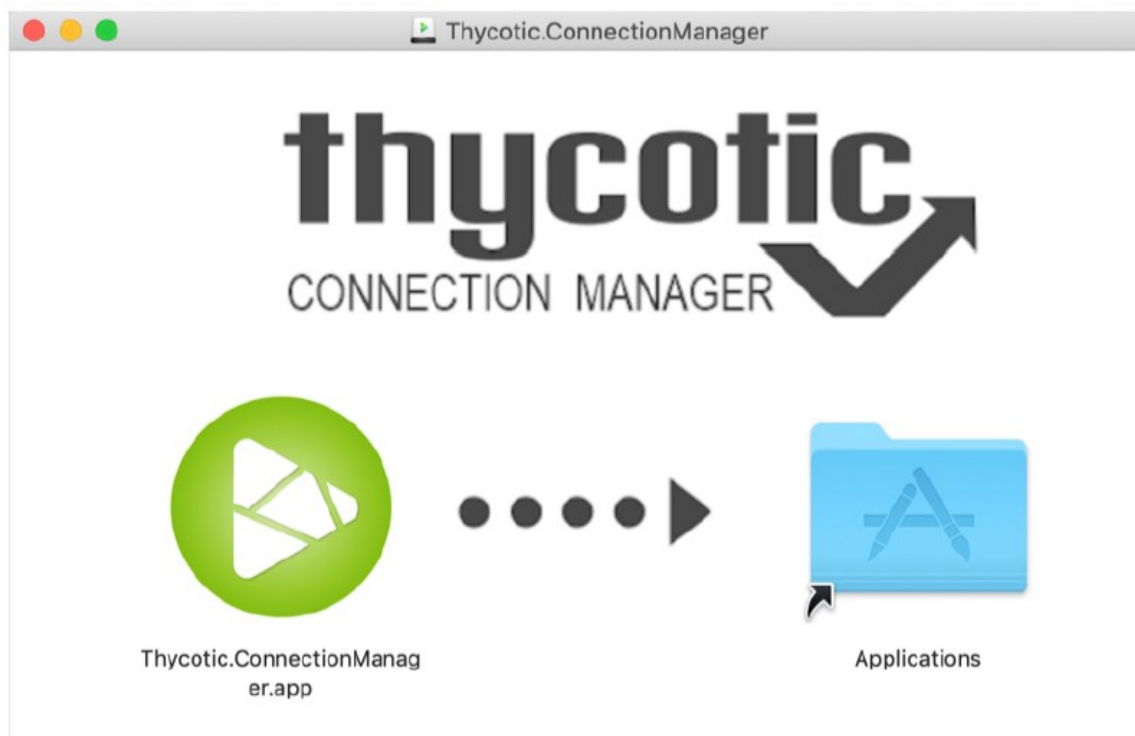 Thycotic.ConnectionManager
thycotic
CONNECTION MANAGER
Thycotic.ConnectionManag
er.app
Applications